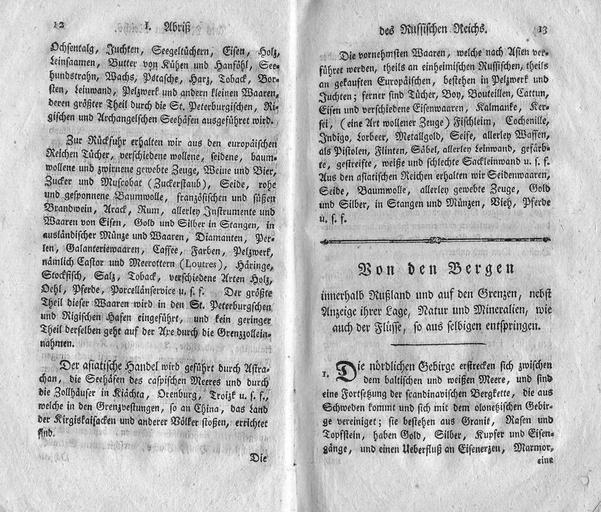 12 I. Abriß
Ochsentalg, Juchten, Seegeltüchern, Eisen, Holz,
Leinsaamen, Butter von Kühen und Hanföhl, See-
hundstrahn, Wachs, Potasche, Harz, Toback, Bor-
sten, Leinwand, Pelzwerk und andere kleinen Waaren,
deren größter Theil durch die St. Petersburgischen, Ri-
gischen und Archangelschen Seehäfen ausgeführet wird.
Zur Rückfuhr erhalten wir aus den europäischen
Reichen Tücher, verschiedene wollene, seidene, baum-
wollene und zwirnene gewebte Zeuge, Weine und Bier,
Zucker und Muscobat (Zuckerstaub), Seide, rohe
und gesponnene Baumwolle, französischen und süßen
Brandwein, Arack, Rum, allerley Instrumente und
Waaren von Eisen, Gold und Silber in Stangen, in
ausländischer Münze und Waaren, Diamanten, Per-
len, Galanteriewaaren, Caffee, Farben, Pelzwerk,
nämlich Castor und Meerottern (Loutres), Häringe,
Stockfisch, Salz, Toback, verschiedene Arten Holz,
Oehl, Pferde, Porcellänservice u. s. f. Der größte
Theil dieser Waaren wird in den St. Petersburgschen
und Rigischen Hafen eingeführt, und kein geringer
Theil derselben geht auf der Axe durch die Grenzzollein-
nahmen.
Der asiatische Handel wird geführt durch Astra-
chan, die Seehäfen des caspischen Meeres und durch
die Zollhäuser in Kiächta, Orenburg, Troizk u. s. f.,
welche in den Grenzvestungen, so an China, das Land
der Kirgiskaisacken und anderer Völker stoßen, errichtet
sind.
Die
des Russischen Reichs. 13
Die vornehmsten Waaren, welche nach Asien ver-
führet werden, theils an einheimischen Russischen, theils
an gekauften Europäischen, bestehen in Pelzwerk und
Juchten; ferner sind Tücher, Boy, Bouteillen, Cattun,
Eisen und verschiedene Eisenwaaren, Kalmanke, Ker-
sei, (eine Art wollener Zeuge) Fischleim, Cochenille,
Indigo, Lorbeer, Metallgold, Seife, allerley Waffen,
als Pistolen, Flinten, Säbel, allerley Leinwand, gefärb-
te, gestreifte, weiße und schlechte Sackleinwand u. s. f.
Aus den asiatischen Reichen erhalten wir Seidenwaaren,
Seide, Baumwolle, allerley gewebte Zeuge, Gold
und Silber, in Stangen und Münzen, Vieh, Pferde
u. s. f.
Von den Bergen
innerhalb Rußland und auf den Grenzen, nebst
Anzeige ihrer Lage, Natur und Mineralien, wie
auch der Flüsse, so aus selbigen entspringen.
1. Die nördlichen Gebirge erstrecken sich zwischen
dem baltischen und weißen Meere, und sind
eine Fortsetzung der scandinavischen Bergkette, die aus
Schweden kommt und sich mit dem olonetzischen Gebir-
ge vereiniget; sie bestehen aus Granit, Rasen und
Topfstein, haben Gold, Silber, Kupfer und Eisen-
gänge, und einen Ueberfluß an Eisenerzen, Marmor,
eine